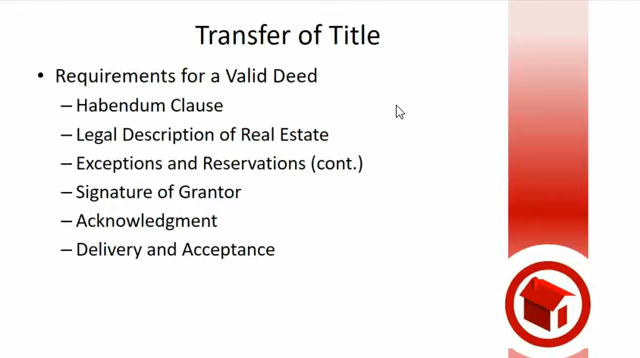 Transfer of Title
• Requirements for a Valid Deed
– Habendum Clause
– Legal Description of Real Estate
– Exceptions and Reservations (cont.)
– Signature of Grantor
– Acknowledgment
– Delivery and Acceptance